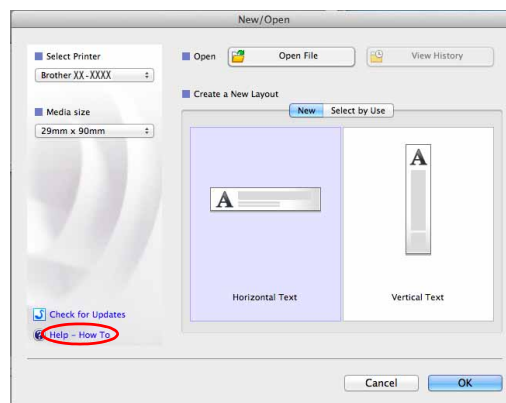 New/Open
Select Printer
Brother XX-XXXX
Media size
29mm x 90mm
Check for Updates
Help - How To
Open
Open File
View History
Create a New Layout
New
Select by Use
A
Horizontal Text
A
Vertical Text
Cancel
OK